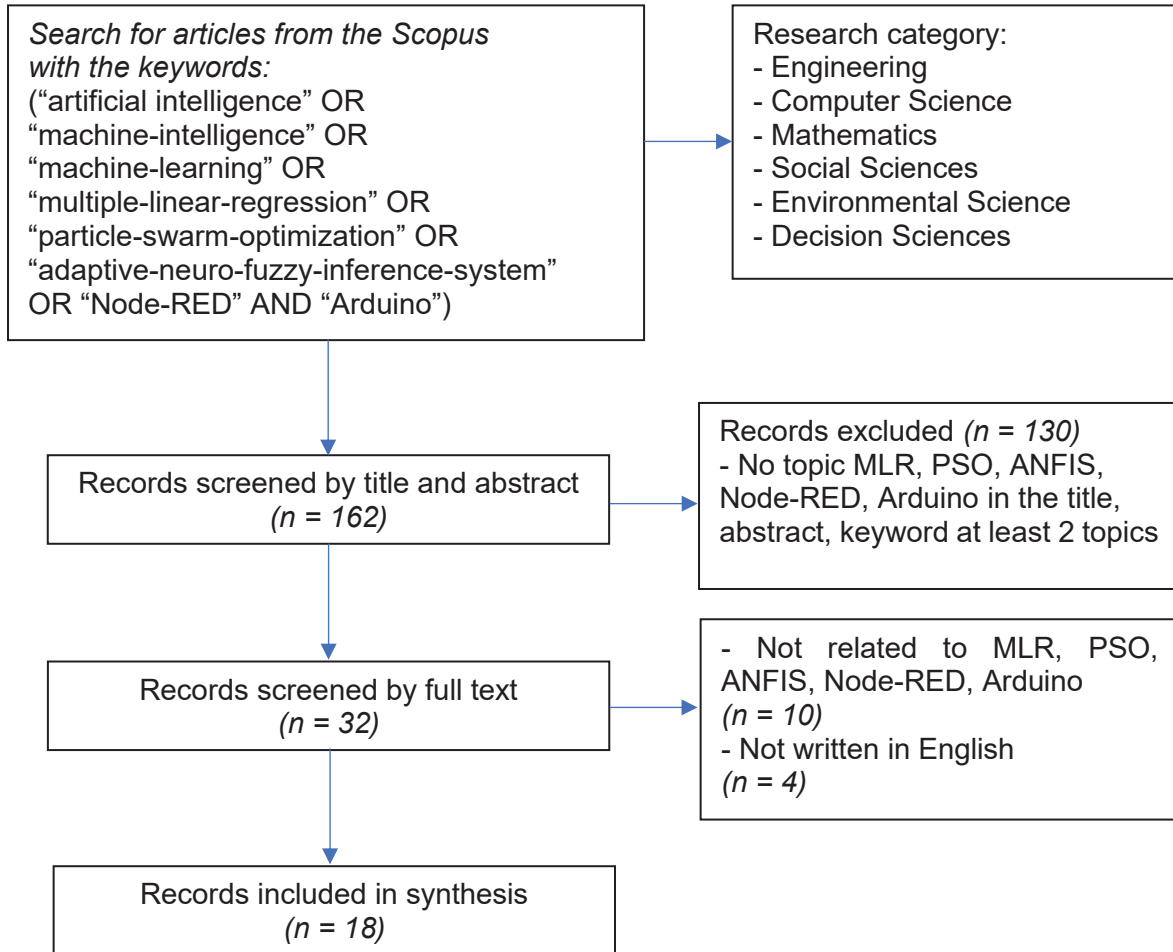 Search for articles from the Scopus
with the keywords:
(“artificial intelligence” OR
“machine-intelligence” OR
“machine-learning” OR
“multiple-linear-regression” OR
“particle-swarm-optimization” OR
“adaptive-neuro-fuzzy-inference-system”
OR “Node-RED” AND “Arduino”)
Research category:
- Engineering
- Computer Science
- Mathematics
- Social Sciences
- Environmental Science
- Decision Sciences
Records screened by title and abstract
(n = 162)
Records excluded (n = 130)
- No topic MLR, PSO, ANFIS,
Node-RED, Arduino in the title,
abstract, keyword at least 2 topics
Records screened by full text
(n = 32)
- Not related to MLR, PSO,
ANFIS, Node-RED, Arduino
(n = 10)
- Not written in English
(n = 4)
Records included in synthesis
(n = 18)